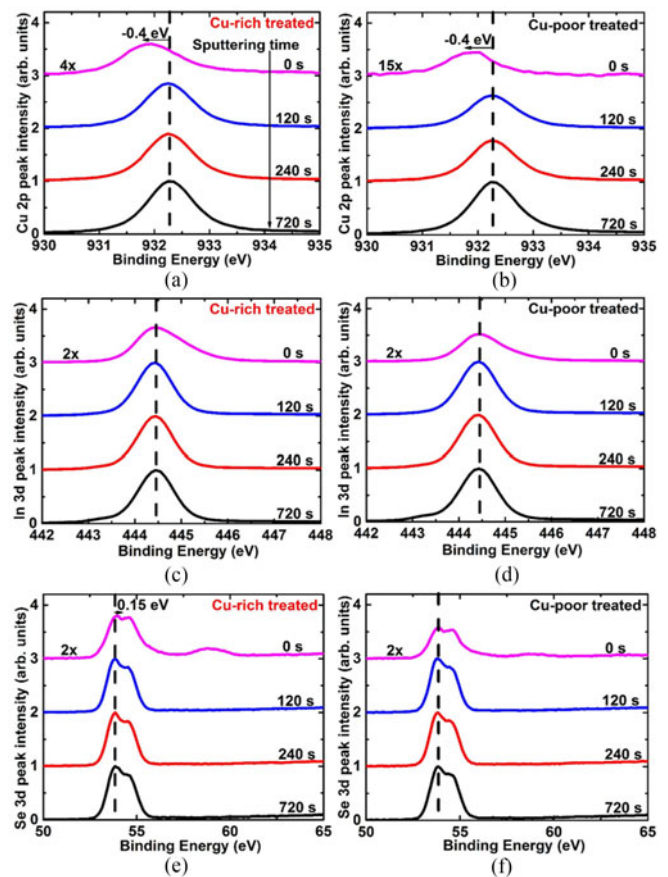 Cu 2p peak intensity (arb. units)
4
3
2
1
0
Cu-rich treated
-0.4 eV
Sputtering time
4x
0 s
120 s
240 s
720 s
930 931 932 933 934 935
Binding Energy (eV)
(a)
Cu 2p peak intensity (arb. units)
4
3
2
1
0
Cu-poor treated
-0.4 eV
15x
0 s
120 s
240 s
720 s
930 931 932 933 934 935
Binding Energy (eV)
(b)
In 3d peak intensity (arb. units)
4
3
2
1
0
Cu-rich treated
2x
0 s
120 s
240 s
720 s
442 443 444 445 446 447 448
Binding Energy (eV)
(c)
In 3d peak intensity (arb. units)
4
3
2
1
0
Cu-poor treated
2x
0 s
120 s
240 s
720 s
442 443 444 445 446 447 448
Binding Energy (eV)
(d)
Se 3d peak intensity (arb. units)
4
3
2
1
0
Cu-rich treated
0.15 eV
2x
0 s
120 s
240 s
720 s
50 55 60 65
Binding Energy (eV)
(e)
Se 3d peak intensity (arb. units)
4
3
2
1
0
Cu-poor treated
2x
0 s
120 s
240 s
720 s
50 55 60 65
Binding Energy (eV)
(f)